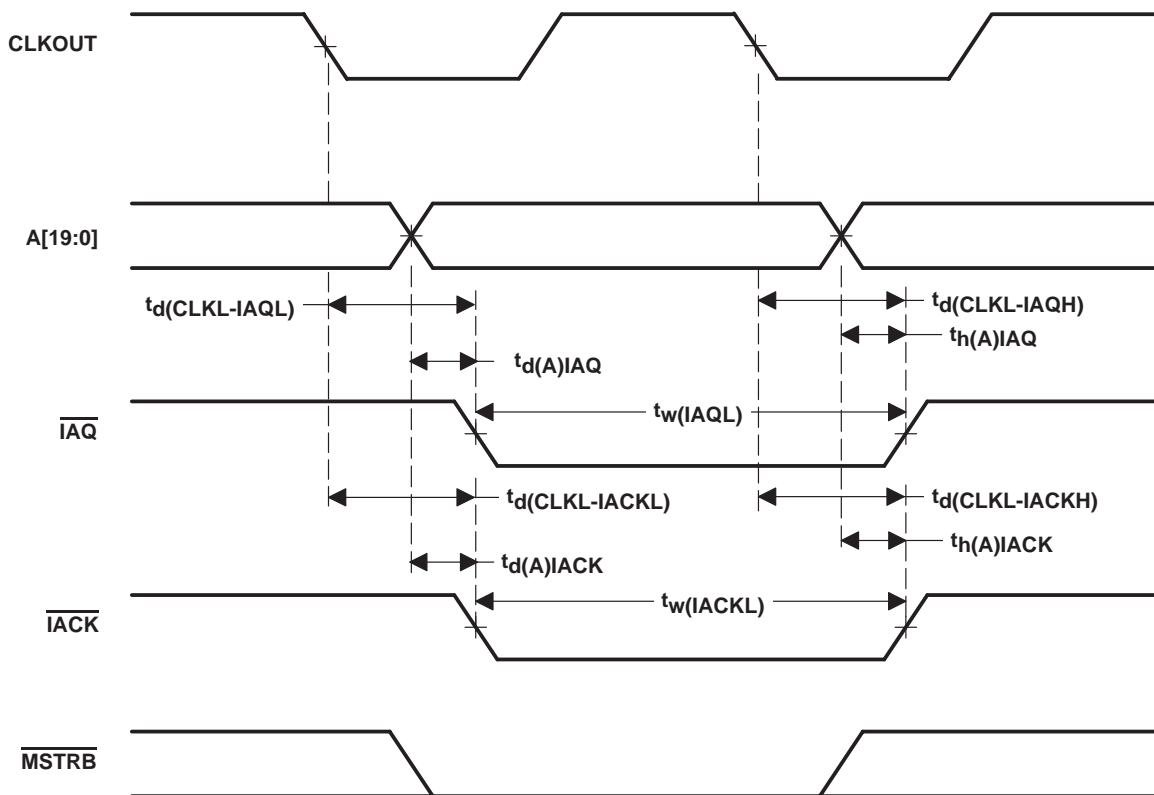 CLKOUT
A[19:0]
td(CLKL-IAQL)
td(CLKL-IAQH)
th(A)IAQ
td(A)IAQ
tw(IAQL)
IAQ
td(CLKL-IACKL)
td(CLKL-IACKH)
th(A)IACK
td(A)IACK
tw(IACKL)
IACK
MSTRB